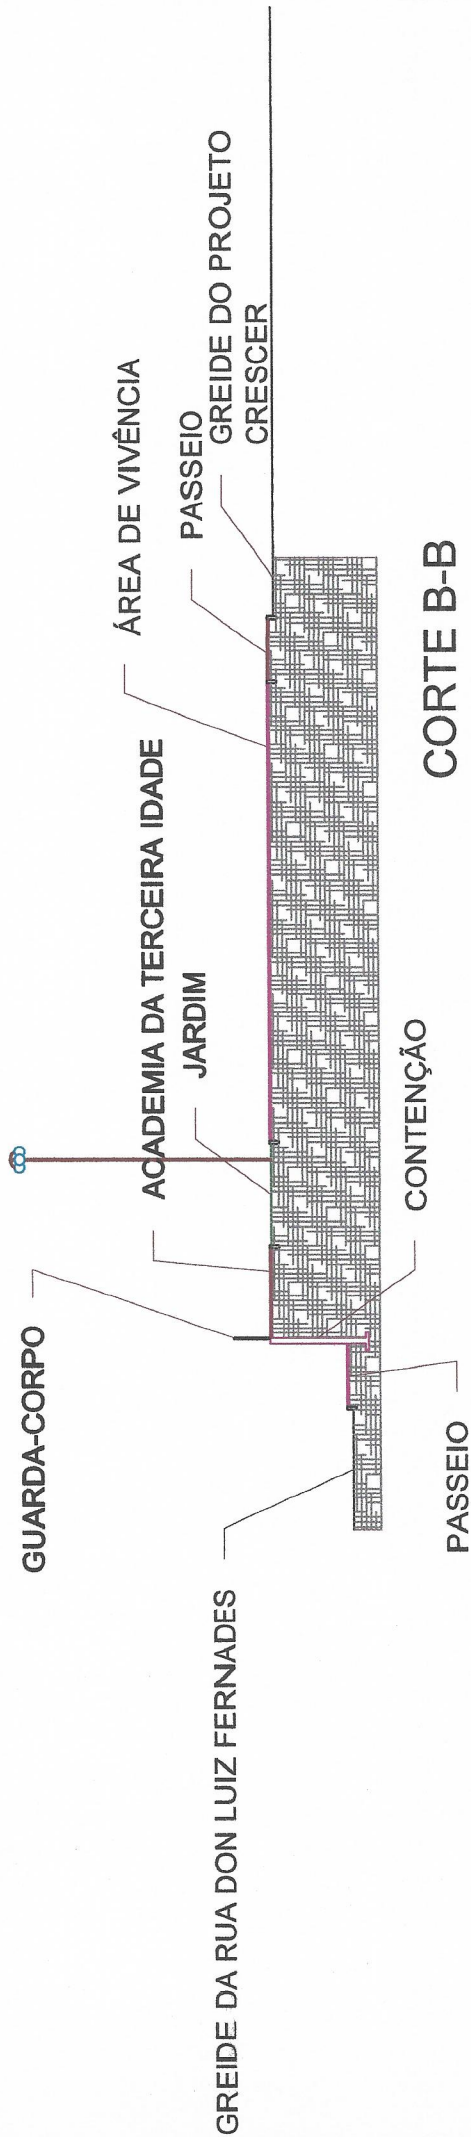 GUARDA-CORPO
ACADEMIA DA TERCEIRA IDADE
JARDIM
ÁREA DE VIVÊNCIA
PASSEIO
GREIDE DO PROJETO
CRESCER
GREIDE DA RUA DON LUIZ FERNADES
PASSEIO
CONTENÇÃO
CORTE B-B